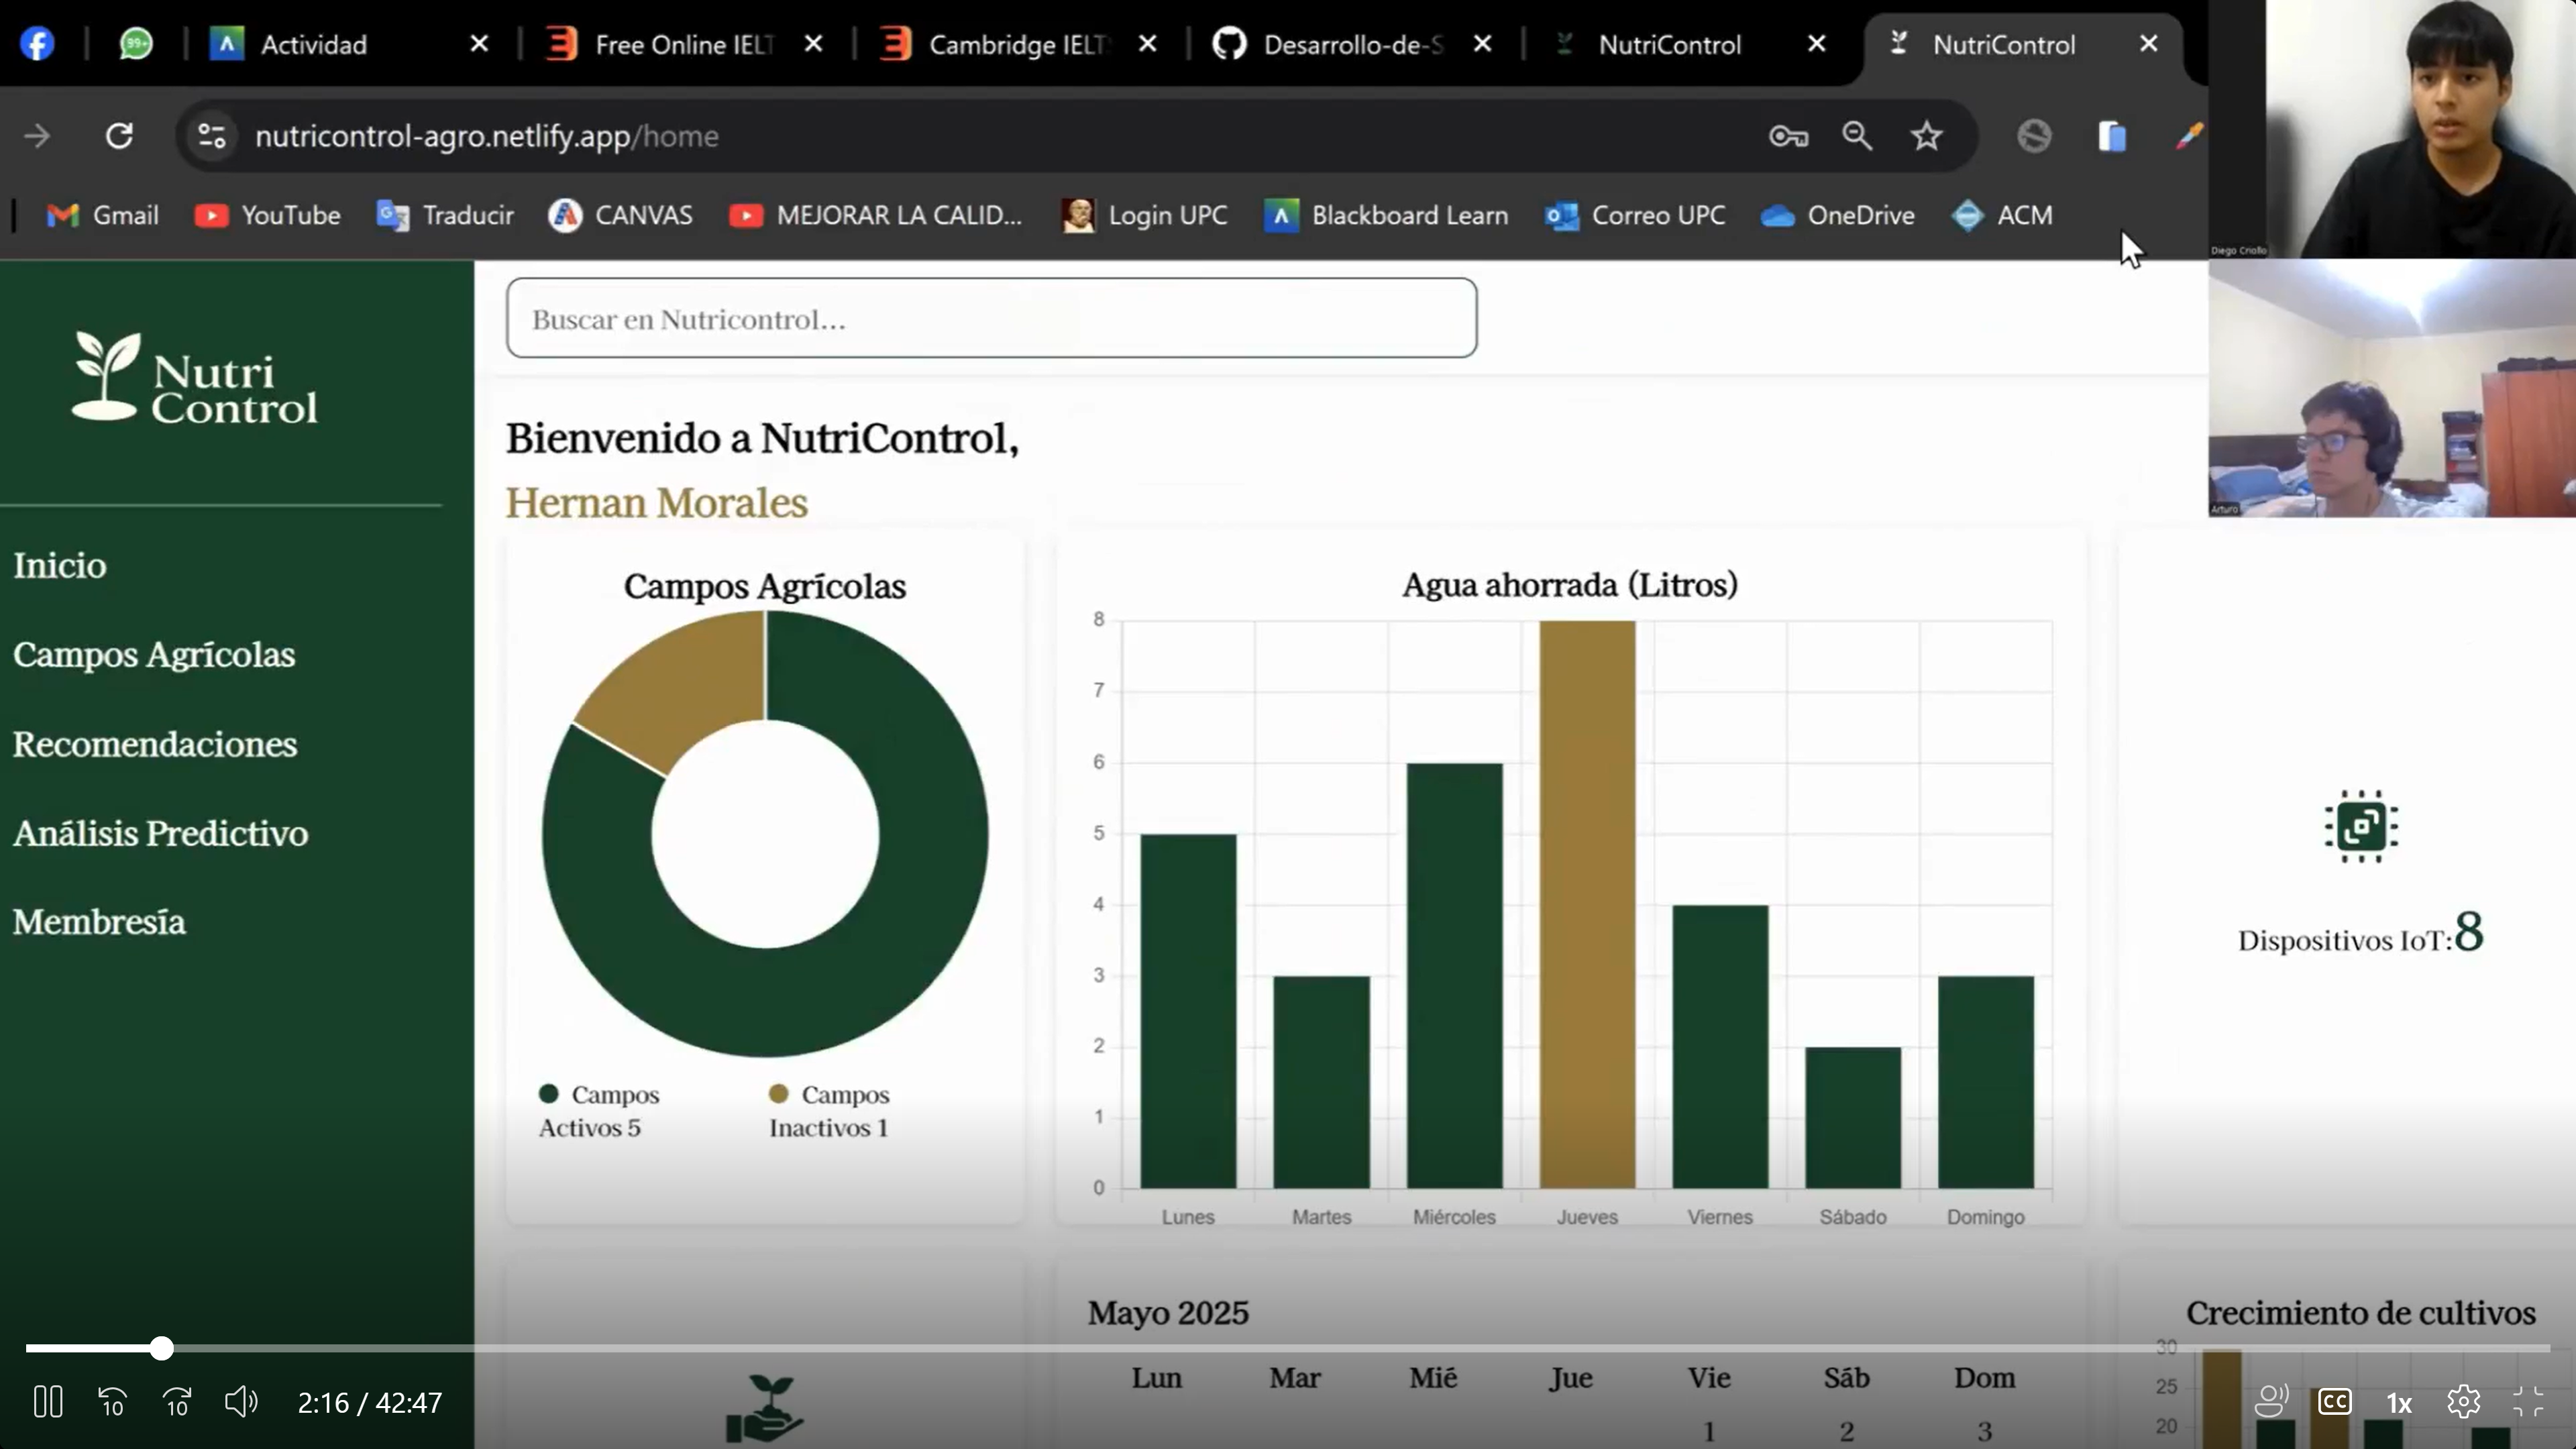 99+
Actividad
Free Online IELT
Cambridge IELT
Desarrollo-de-S
NutriControl
NutriControl
nutricontrol-agro.netlify.app/home
Gmail
YouTube
Traducir
CANVAS
MEJORAR LA CALID...
Login UPC
Blackboard Learn
Correo UPC
OneDrive
ACM
Diego Criollo
Arturo
Nutri
Control
Buscar en Nutricontrol...
Bienvenido a NutriControl,
Hernan Morales
Inicio
Campos Agrícolas
Recomendaciones
Análisis Predictivo
Membresía
Campos Agrícolas
Campos
Activos 5
Campos
Inactivos 1
Agua ahorrada (Litros)
8
7
6
5
4
3
2
1
0
Lunes Martes Miércoles Jueves Viernes Sábado Domingo
Dispositivos IoT:8
Mayo 2025
Lun Mar Mié Jue Vie Sáb Dom
1 2 3
Crecimiento de cultivos
30
25
20
10
10
2:16 / 42:47
CC
1x